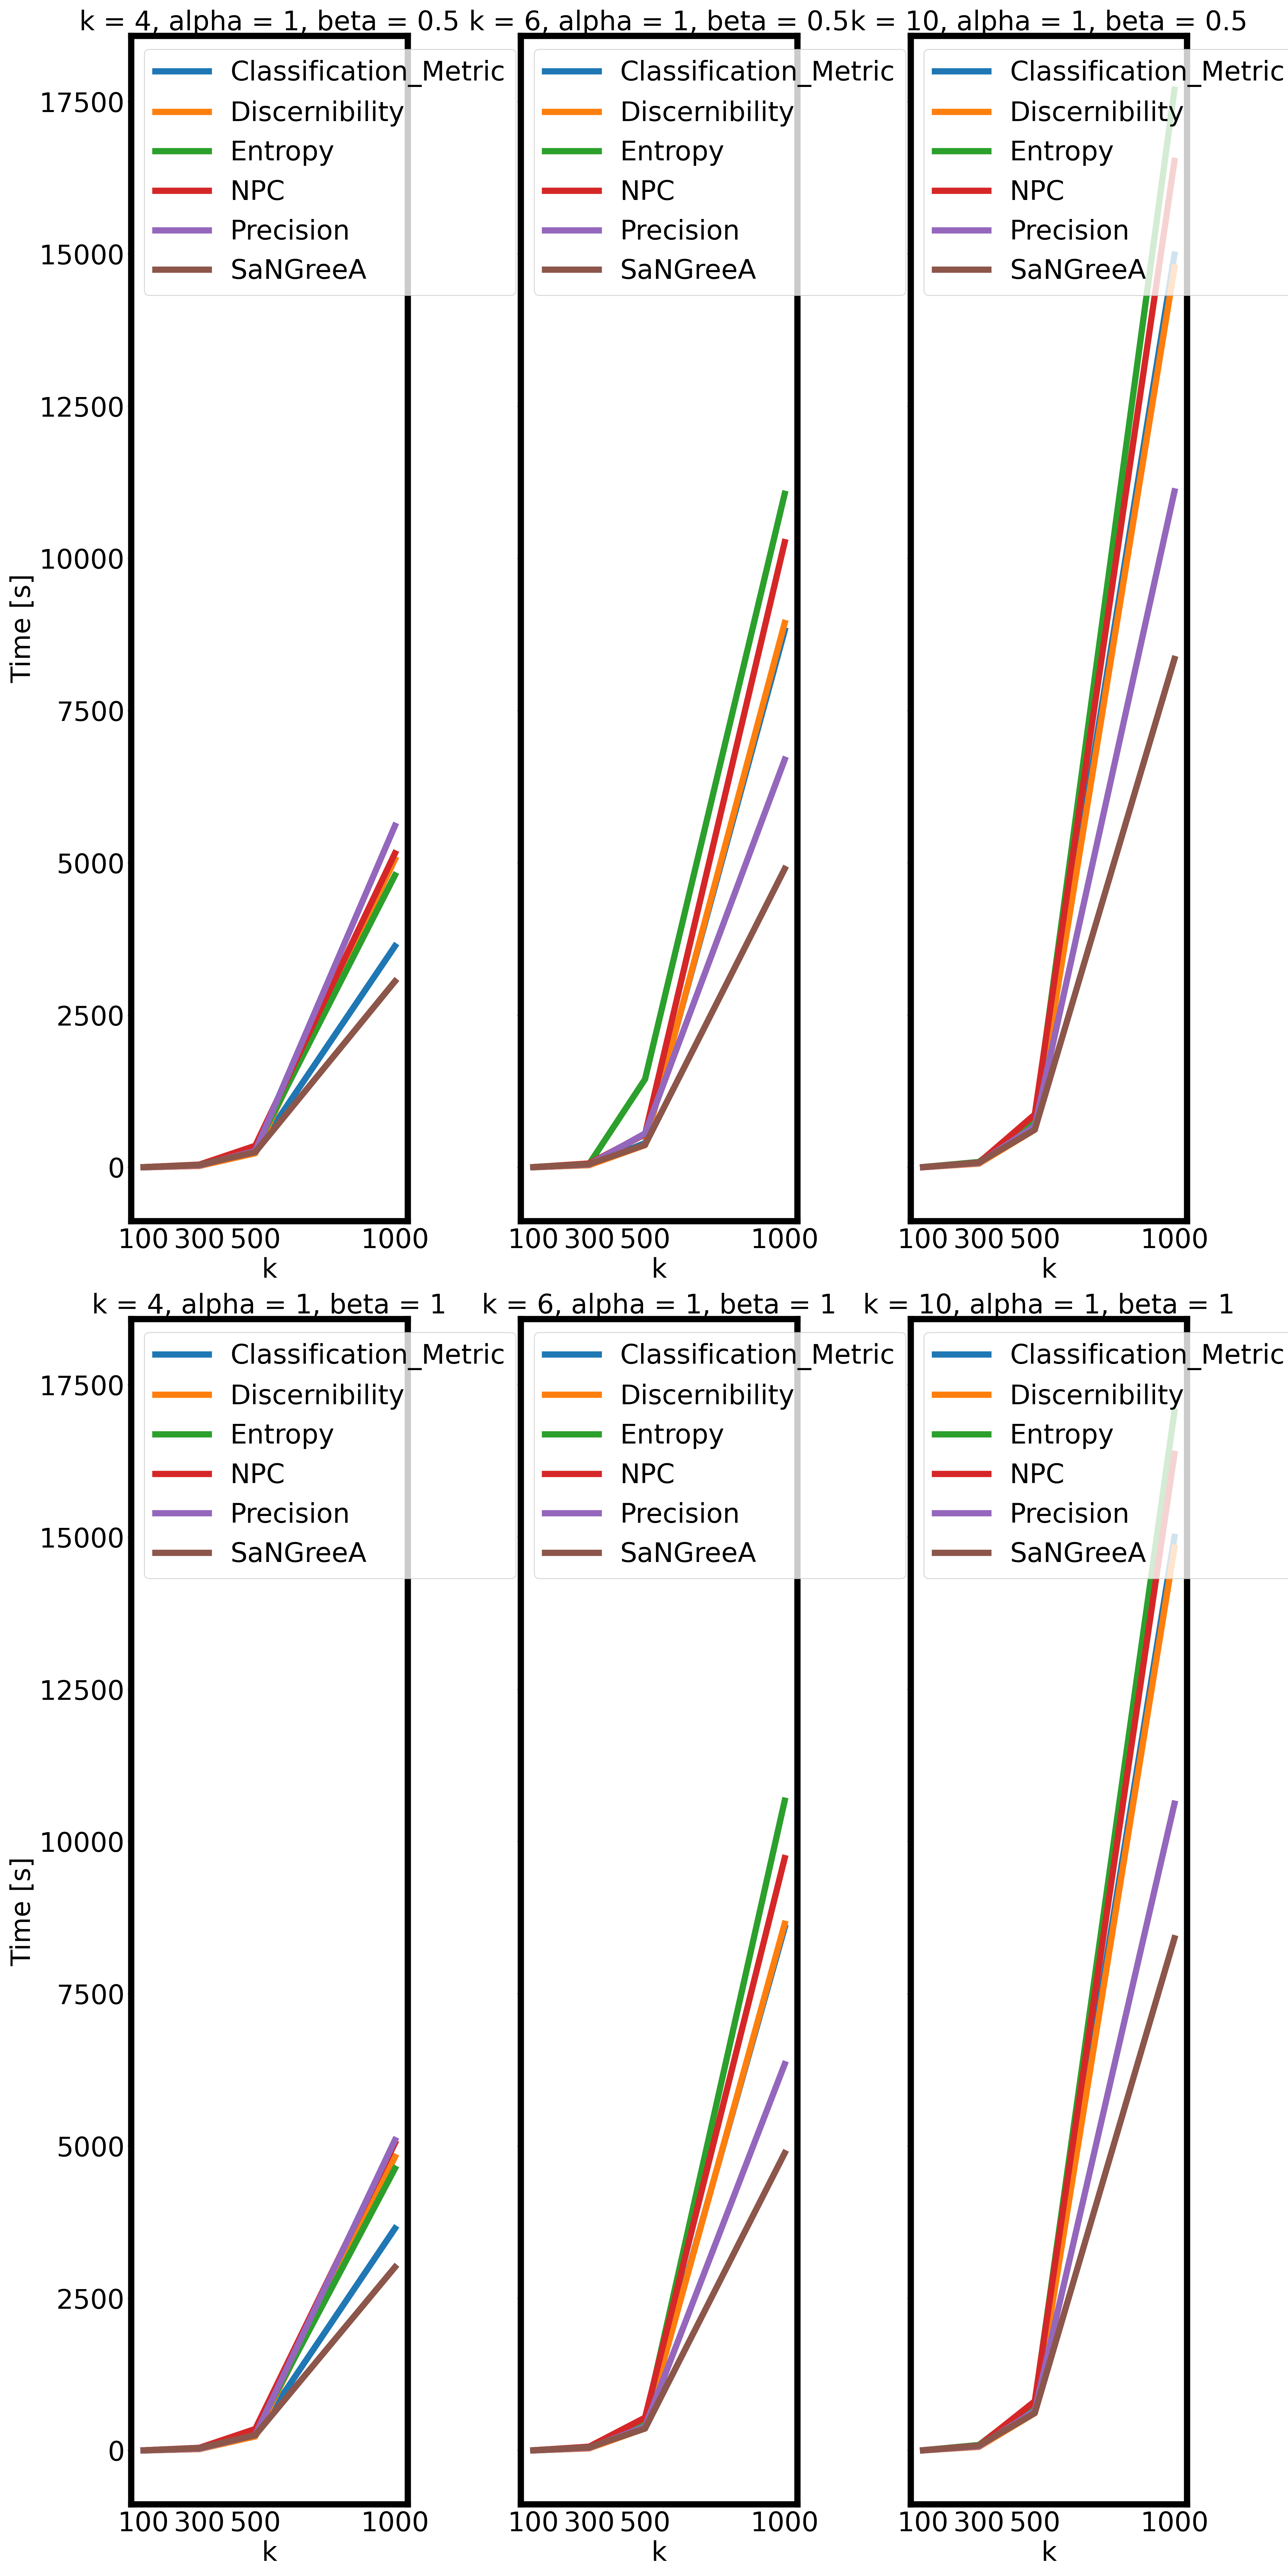 k = 4, alpha = 1, beta = 0.5
k = 6, alpha = 1, beta = 0.5
k = 10, alpha = 1, beta = 0.5
Classification_Metric
Discernibility
Entropy
NPC
Precision
SaNGreeA
Classification_Metric
Discernibility
Entropy
NPC
Precision
SaNGreeA
Classification_Metric
Discernibility
Entropy
NPC
Precision
SaNGreeA
17500
15000
12500
10000
7500
5000
2500
0
Time [s]
100 300 500 1000
100 300 500 1000
100 300 500 1000
k
k
k
k = 4, alpha = 1, beta = 1
k = 6, alpha = 1, beta = 1
k = 10, alpha = 1, beta = 1
Classification_Metric
Discernibility
Entropy
NPC
Precision
SaNGreeA
Classification_Metric
Discernibility
Entropy
NPC
Precision
SaNGreeA
Classification_Metric
Discernibility
Entropy
NPC
Precision
SaNGreeA
17500
15000
12500
10000
7500
5000
2500
0
Time [s]
100 300 500 1000
100 300 500 1000
100 300 500 1000
k
k
k